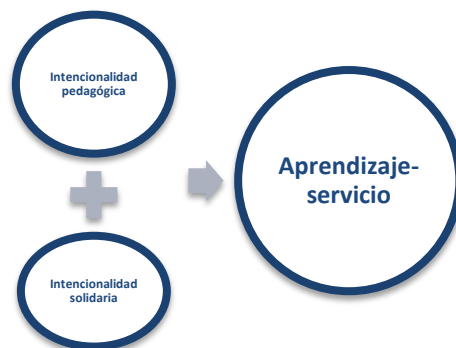 Intencionalidad
pedagógica
Intencionalidad
solidaria
Aprendizaje-
servicio